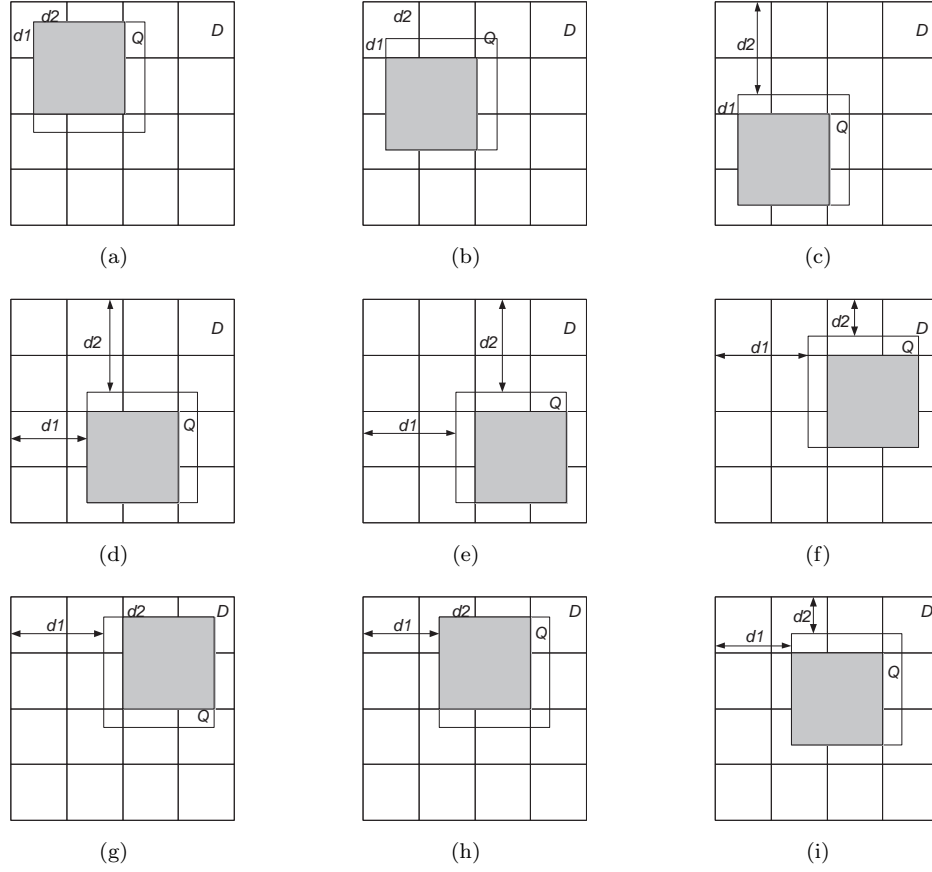 d2 d1 Q D
d2 d1 Q D
D d2 d1 Q
(a) (b) (c)
D d2 Q d1
D d2 Q d1
d2 Q d1
(d) (e) (f)
d2 D d1 Q
d2 D d1 Q
D d2 d1 Q
(g) (h) (i)